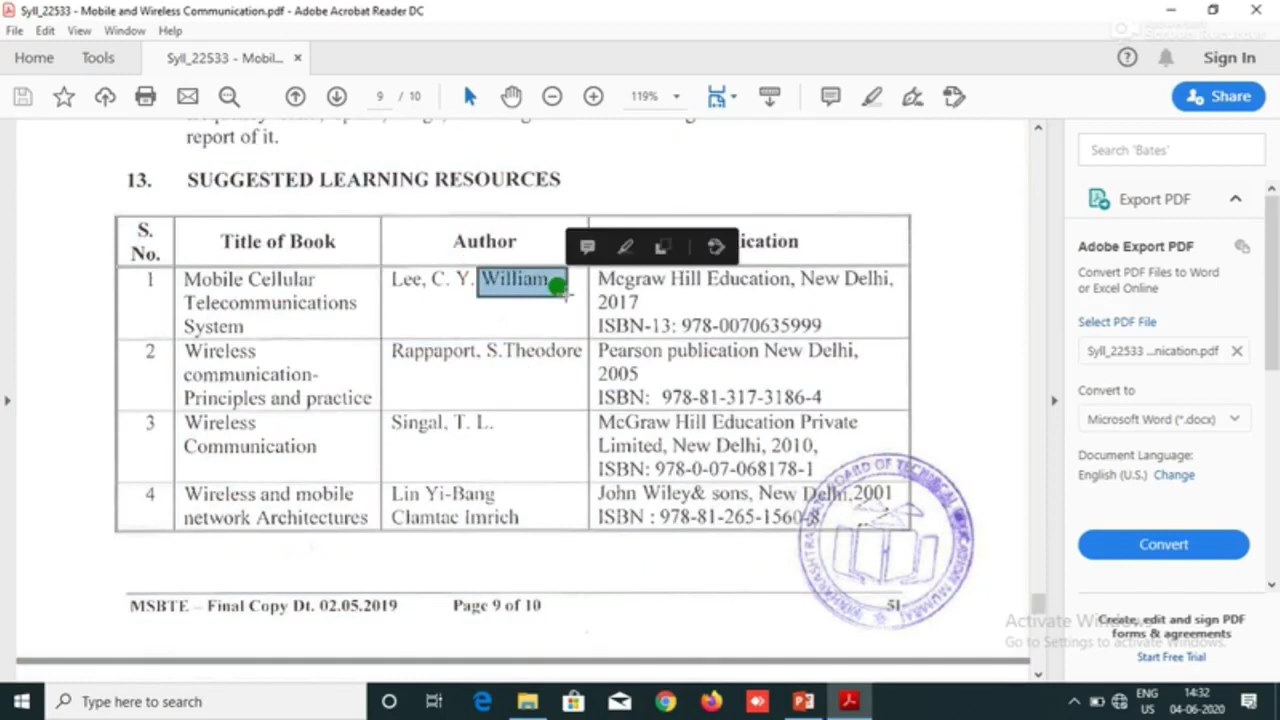 Syll_22533 - Mobile and Wireless Communication.pdf - Adobe Acrobat Reader DC
File Edit View Window Help
Home Tools Syll_22533 - Mobil... Sign In
9 / 10 119% Share
report of it.
13. SUGGESTED LEARNING RESOURCES
S. No. Title of Book Author ication
1 Mobile Cellular Telecommunications System Lee, C. Y. William Mcgraw Hill Education, New Delhi, 2017 ISBN-13: 978-0070635999
2 Wireless communication- Principles and practice Rappaport, S.Theodore Pearson publication New Delhi, 2005 ISBN: 978-81-317-3186-4
3 Wireless Communication Singal, T. L. McGraw Hill Education Private Limited, New Delhi, 2010, ISBN: 978-0-07-068178-1
4 Wireless and mobile network Architectures Lin Yi-Bang Clamtac Imrich John Wiley& sons, New Delhi,2001 ISBN : 978-81-265-1560-8
MSBTE – Final Copy Dt. 02.05.2019 Page 9 of 10 51
Search 'Bates'
Export PDF
Adobe Export PDF
Convert PDF Files to Word
or Excel Online
Select PDF File
Syll_22533 ...nication.pdf
Convert to
Microsoft Word (*.docx)
Document Language:
English (U.S.) Change
Convert
Create, edit and sign PDF
forms & agreements
Start Free Trial
Activate Windows
Go to Settings to activate Windows.
Type here to search
ENG
US
14:32
04-06-2020